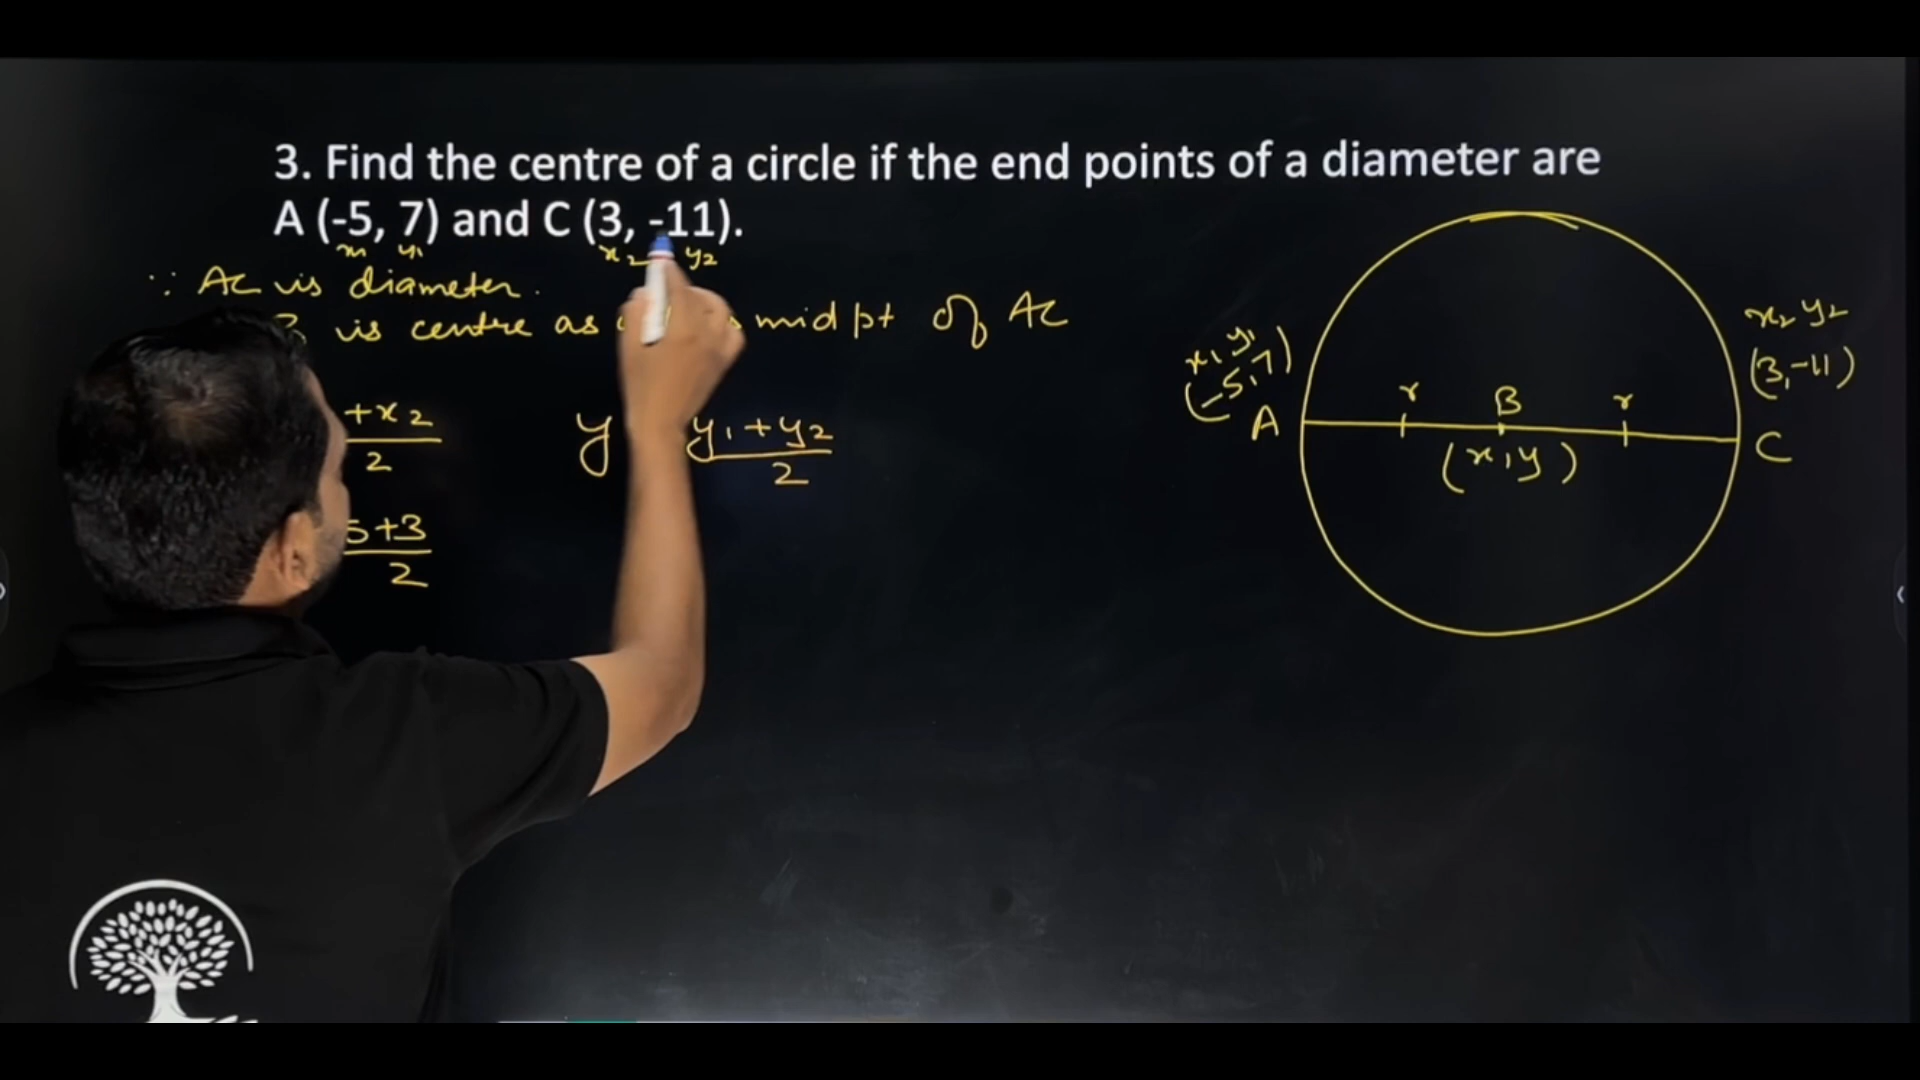 3. Find the centre of a circle if the end points of a diameter are
A (-5, 7) and C (3, -11).
x₁ y₁ x₂ y₂
∵ AC is diameter.
is centre as mid pt of AC
+x₂
2
y y₁+y₂
2
5+3
2
x₁ y₁
(-5,7)
A
r B r
(x,y)
x₂ y₂
(3,-11)
C